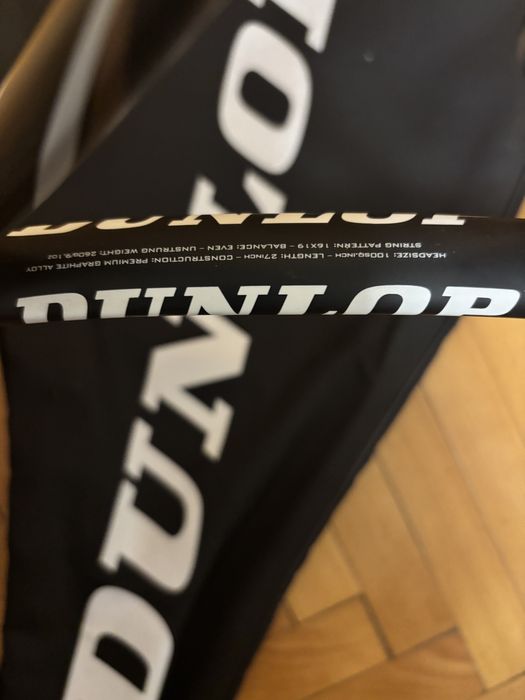 DUNLOP
HEADSIZE: 100sq.inch – LENGTH: 27inch – CONSTRUCTION: PREMIUM GRAPHITE ALLOY
STRING PATTERN: 16X19 – BALANCE: EVEN – UNSTRUNG WEIGHT: 260g/9.1oz
DUNLOP
DUNLOP